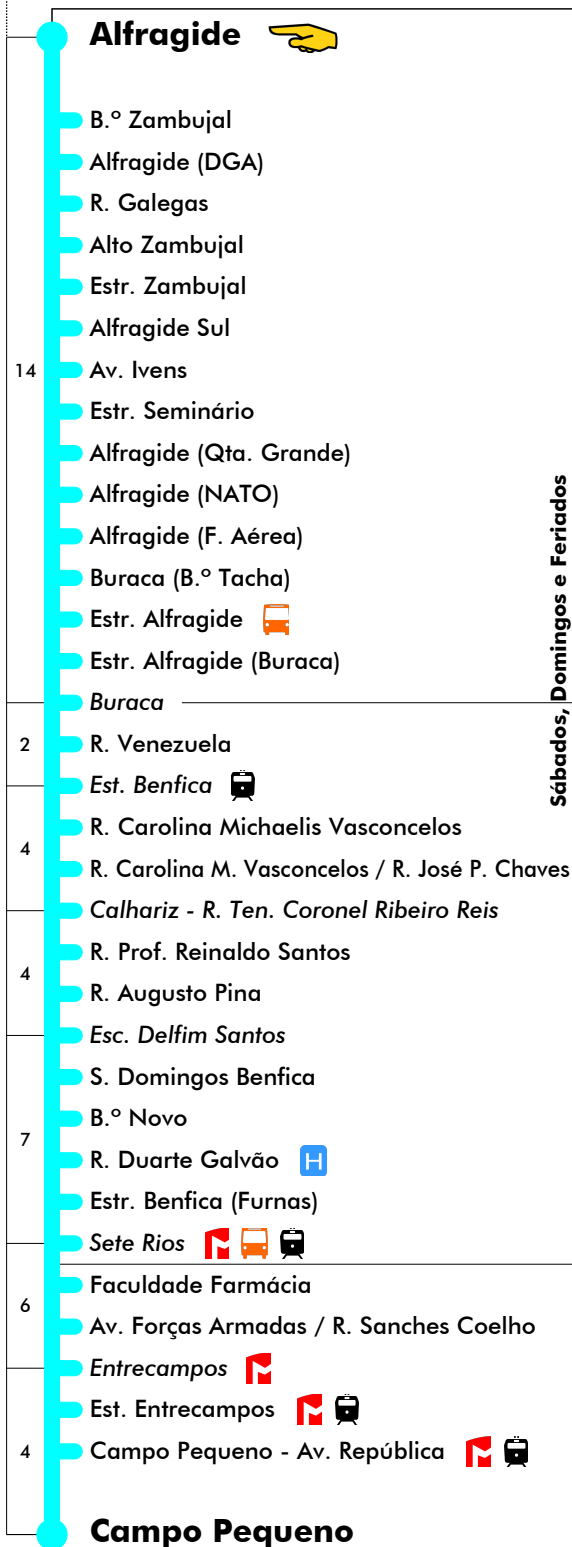 Alfragide
B.º Zambujal
Alfragide (DGA)
R. Galegas
Alto Zambujal
Estr. Zambujal
Alfragide Sul
14
Av. Ivens
Estr. Seminário
Alfragide (Qta. Grande)
Alfragide (NATO)
Alfragide (F. Aérea)
Buraca (B.º Tacha)
Estr. Alfragide
Estr. Alfragide (Buraca)
Buraca
Sábados, Domingos e Feriados
2
R. Venezuela
Est. Benfica
R. Carolina Michaelis Vasconcelos
4
R. Carolina M. Vasconcelos / R. José P. Chaves
Calhariz - R. Ten. Coronel Ribeiro Reis
R. Prof. Reinaldo Santos
4
R. Augusto Pina
Esc. Delfim Santos
S. Domingos Benfica
B.º Novo
7
R. Duarte Galvão H
Estr. Benfica (Furnas)
Sete Rios
Faculdade Farmácia
6
Av. Forças Armadas / R. Sanches Coelho
Entrecampos
Est. Entrecampos
4
Campo Pequeno - Av. República
Campo Pequeno